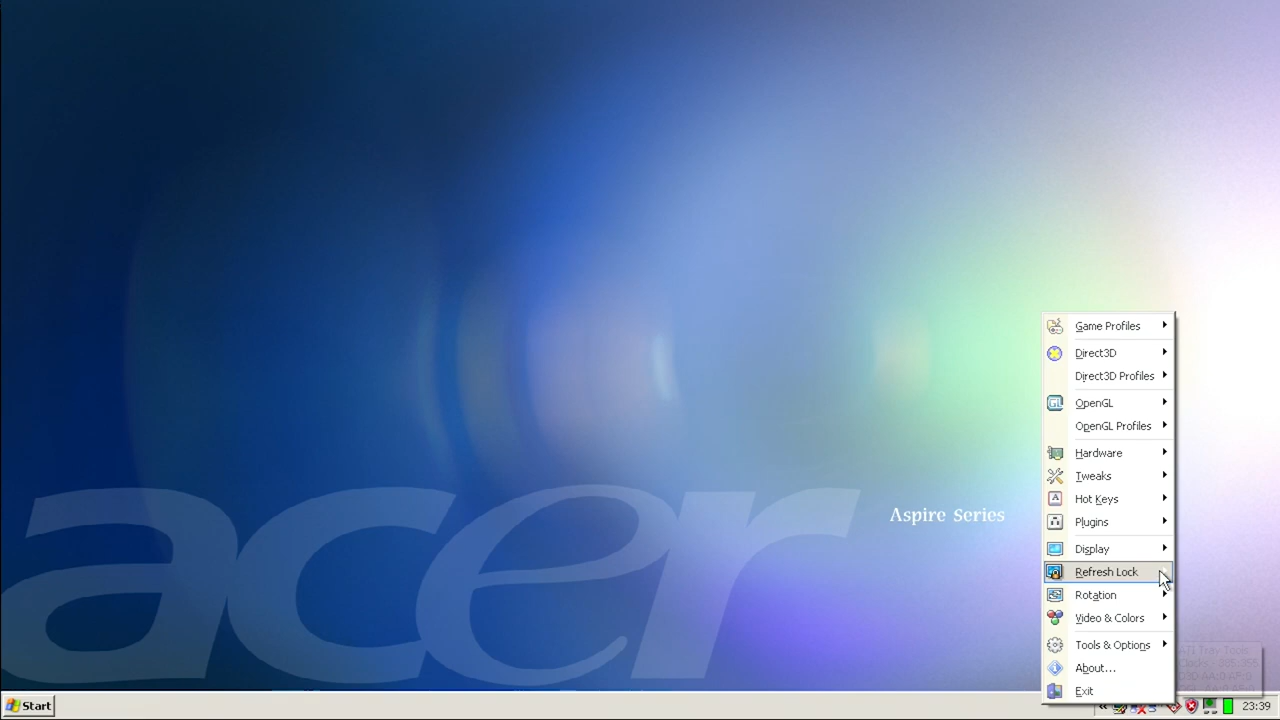 Game Profiles
Direct3D
Direct3D Profiles
OpenGL
OpenGL Profiles
Hardware
Tweaks
Hot Keys
Plugins
acer
Aspire Series
Display
Refresh Lock
Rotation
Video & Colors
Tools & Options
About...
Exit
Start
23:39